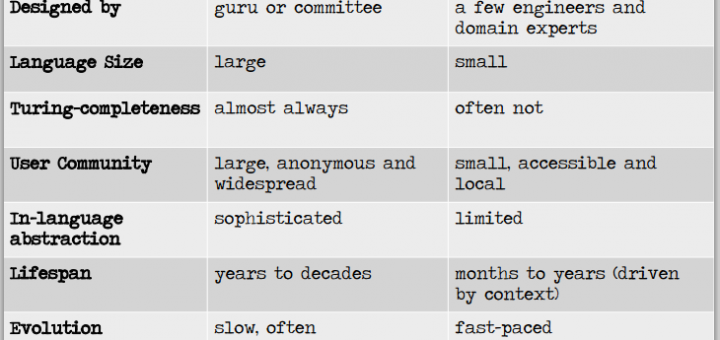 Designed by guru or committee a few engineers and
domain experts
Language Size large small
Turing-completeness almost always often not
User Community large, anonymous and small, accessible and
widespread local
In-language sophisticated limited
abstraction
Lifespan years to decades months to years (driven
by context)
Evolution slow, often fast-paced